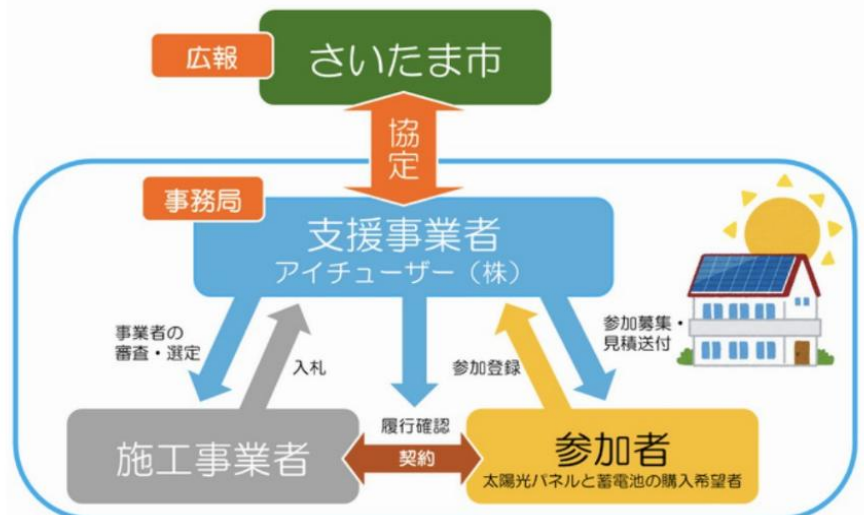 広報
さいたま市
協定
事務局
支援事業者
アイチューザー（株）
事業者の
審査・選定
入札
参加登録
参加募集・
見積送付
履行確認
施工事業者
契約
参加者
太陽光パネルと蓄電池の購入希望者